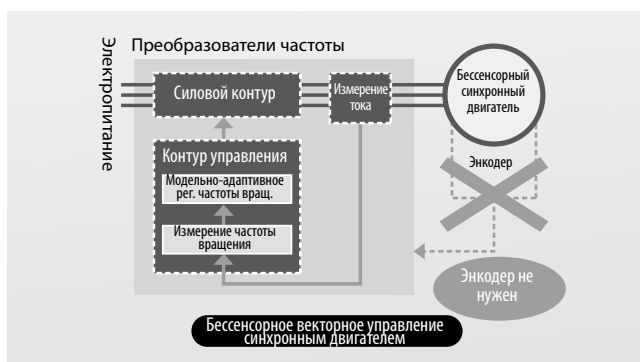 Преобразователи частоты
Электропитание
Силовой контур
Измерение
тока
Бессенсорный
синхронный
двигатель
Контур управления
Модельно-адаптивное
рег. частоты вращ.
Измерение частоты
вращения
Энкодер
Энкодер не
нужен
Бессенсорное векторное управление
синхронным двигателем